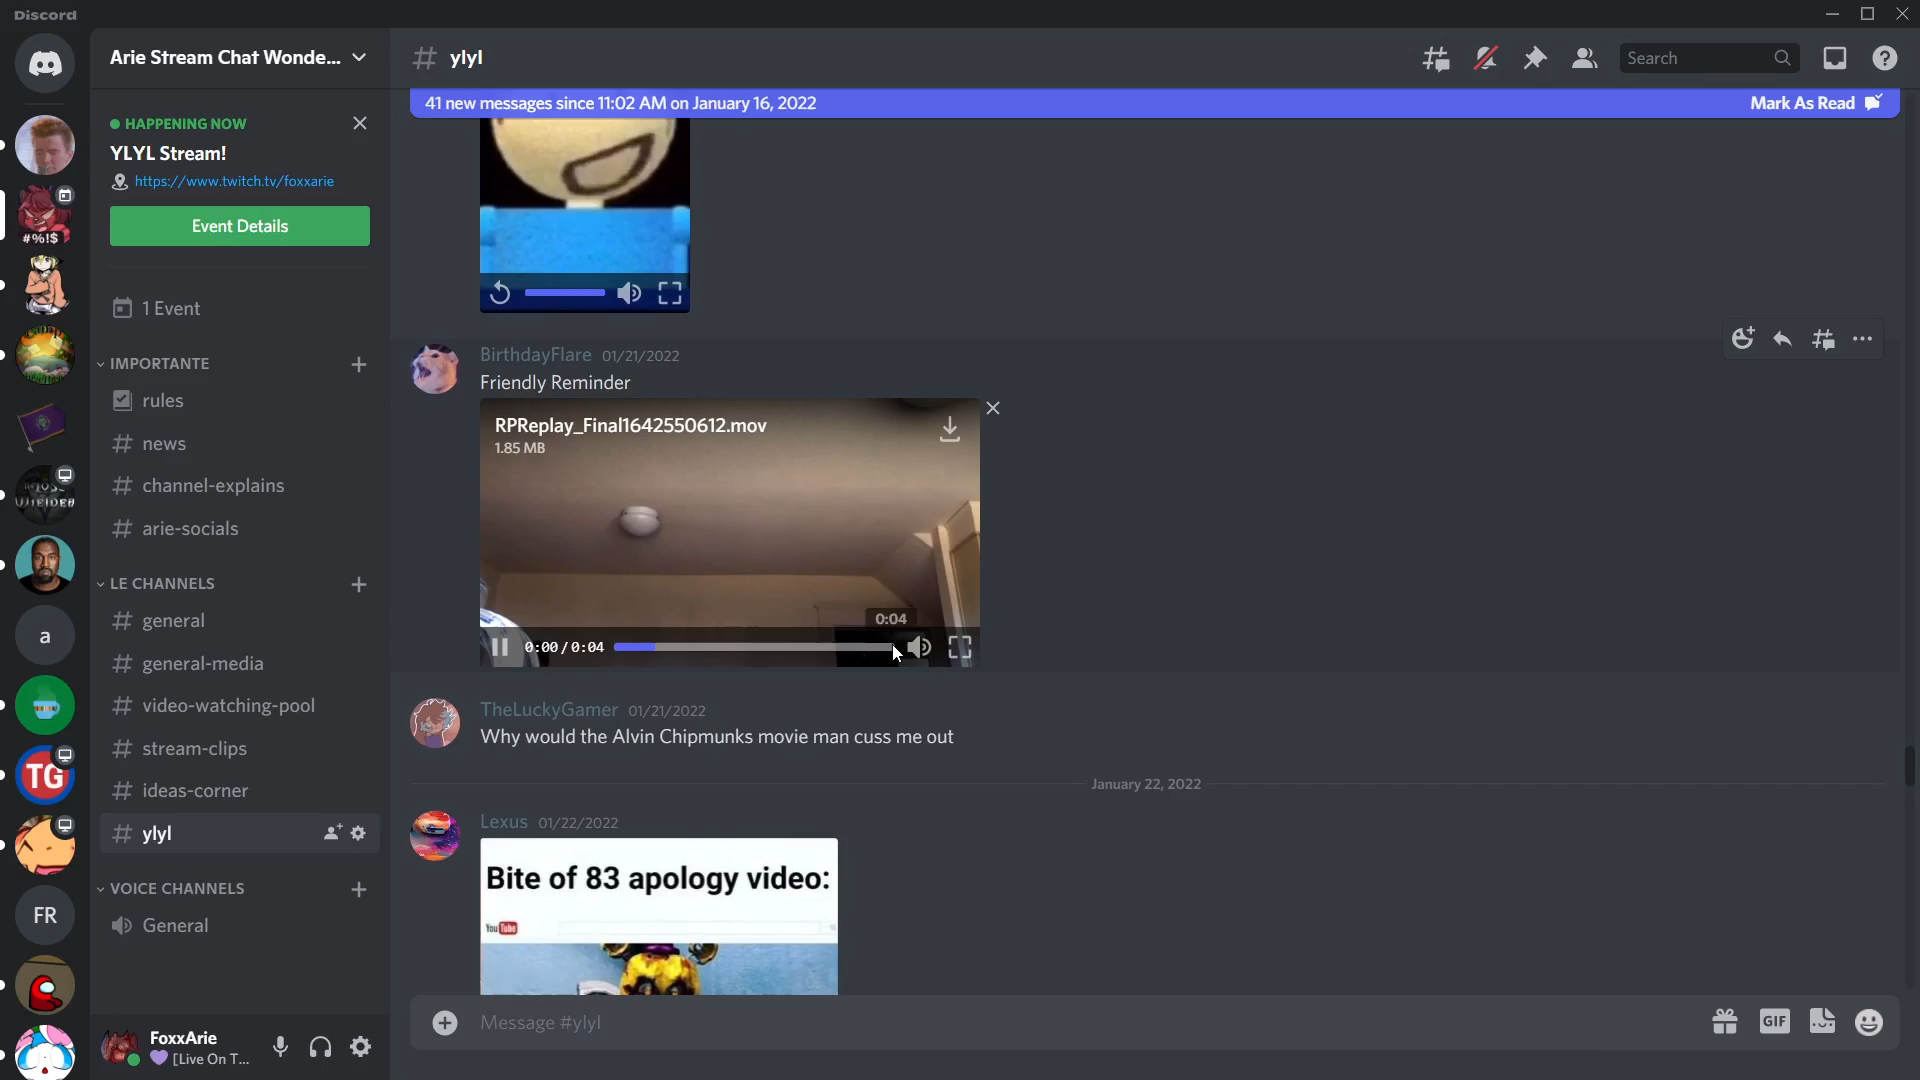 Discord
Arie Stream Chat Wonde...
# ylyl
Search
HAPPENING NOW
YLYL Stream!
https://www.twitch.tv/foxxarie
Event Details
1 Event
IMPORTANTE
rules
news
channel-explains
arie-socials
LE CHANNELS
general
general-media
video-watching-pool
stream-clips
ideas-corner
ylyl
VOICE CHANNELS
General
#%!$
a
TG
FR
FoxxArie
[Live On T...
41 new messages since 11:02 AM on January 16, 2022
Mark As Read
BirthdayFlare 01/21/2022
Friendly Reminder
RPReplay_Final1642550612.mov
1.85 MB
0:04
0:00/0:04
TheLuckyGamer 01/21/2022
Why would the Alvin Chipmunks movie man cuss me out
January 22, 2022
Lexus 01/22/2022
Bite of 83 apology video:
YouTube
Message #ylyl
GIF